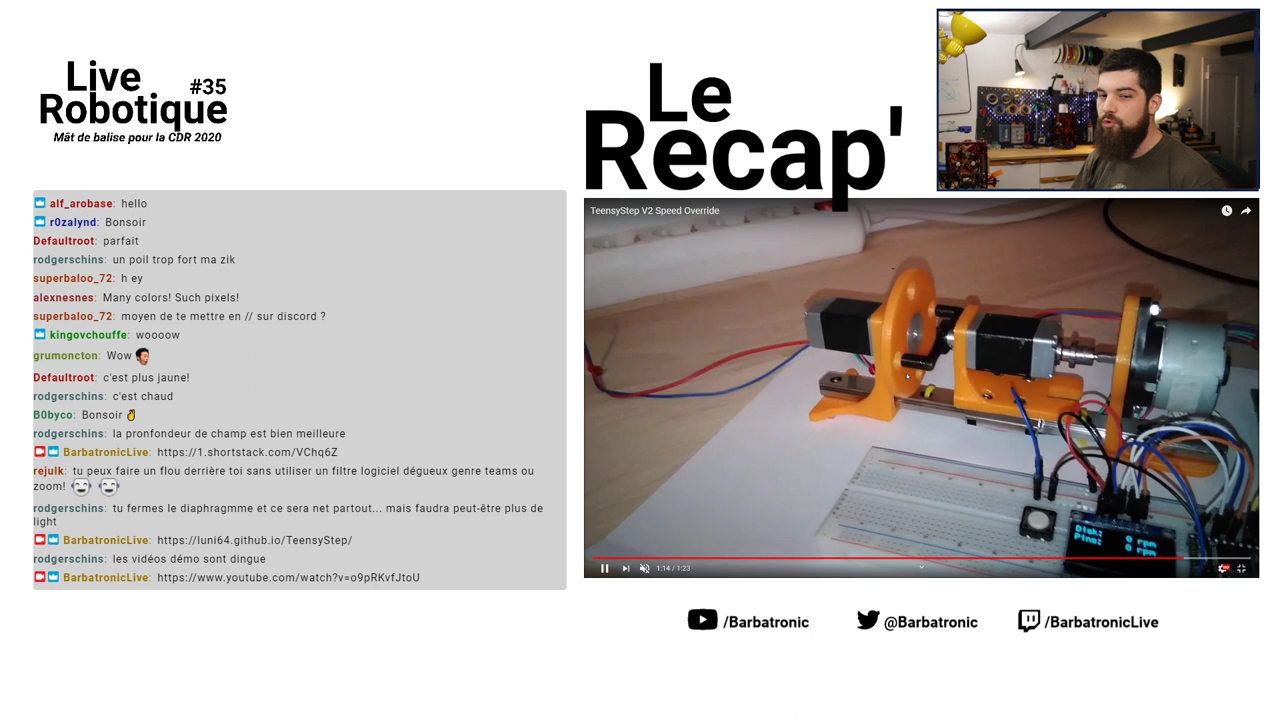 Live
#35
Robotique
Mât de balise pour la CDR 2020
Le
Recap'
alf_arobase: hello
r0zalynd: Bonsoir
Defaultroot: parfait
rodgerschins: un poil trop fort ma zik
superbaloo_72: h ey
alexnesnes: Many colors! Such pixels!
superbaloo_72: moyen de te mettre en // sur discord ?
kingovchouffe: woooow
grumoncton: Wow
Defaultroot: c'est plus jaune!
rodgerschins: c'est chaud
B0byco: Bonsoir
rodgerschins: la pronfondeur de champ est bien meilleure
BarbatronicLive: https://1.shortstack.com/VChq6Z
rejulk: tu peux faire un flou derrière toi sans utiliser un filtre logiciel dégueux genre teams ou
zoom!
rodgerschins: tu fermes le diaphragmme et ce sera net partout... mais faudra peut-être plus de
light
BarbatronicLive: https://luni64.github.io/TeensyStep/
rodgerschins: les vidéos démo sont dingue
BarbatronicLive: https://www.youtube.com/watch?v=o9pRKvfJtoU
TeensyStep V2 Speed Override
Disk: 0 rpm
Pins: 0 rpm
1:14 / 1:23
/Barbatronic
@Barbatronic
/BarbatronicLive